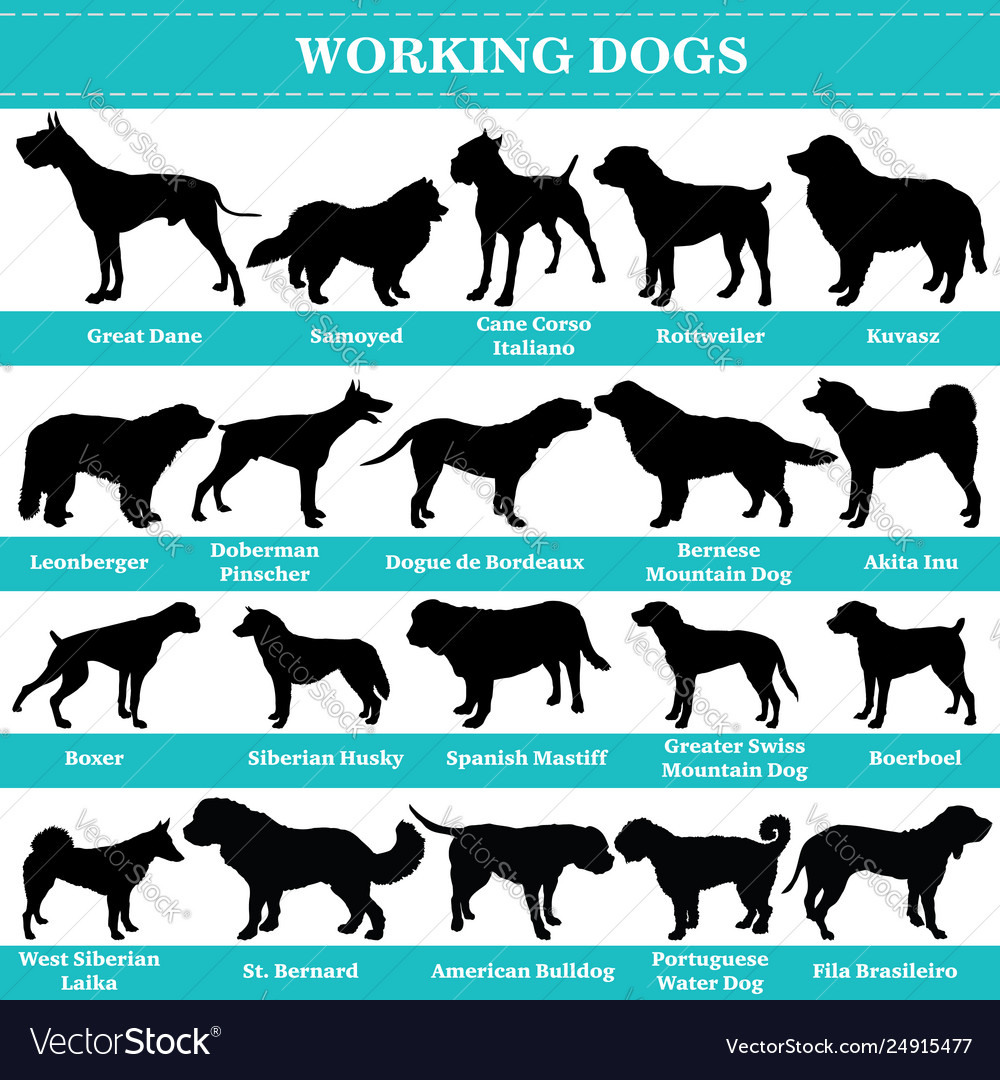 WORKING DOGS
Great Dane
Samoyed
Cane Corso
Italiano
Rottweiler
Kuvasz
Leonberger
Doberman
Pinscher
Dogue de Bordeaux
Bernese
Mountain Dog
Akita Inu
Boxer
Siberian Husky
Spanish Mastiff
Greater Swiss
Mountain Dog
Boerboel
West Siberian
Laika
St. Bernard
American Bulldog
Portuguese
Water Dog
Fila Brasileiro
VectorStock®
VectorStock.com/24915477